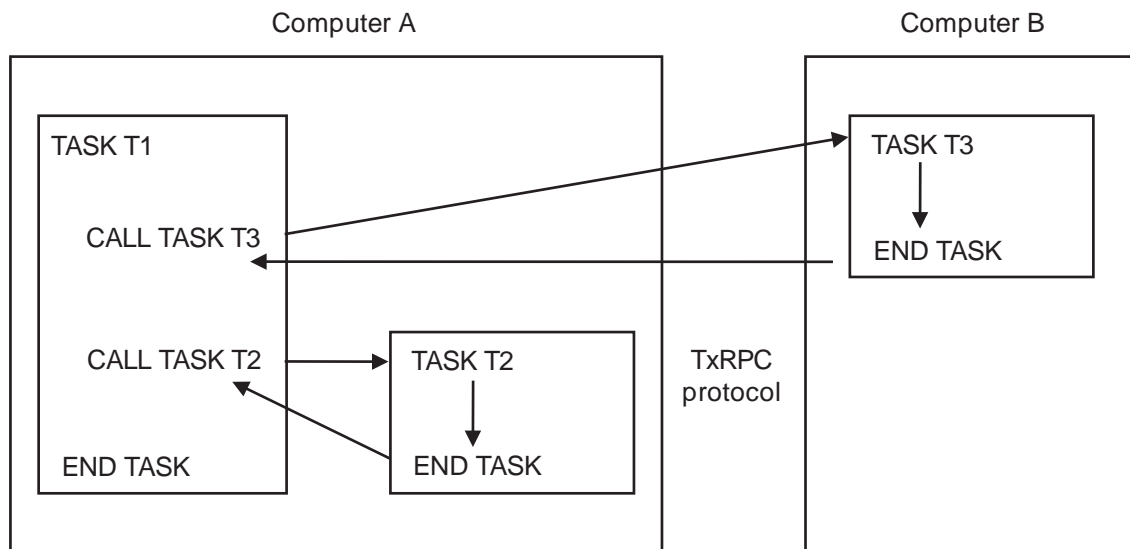 Computer A
Computer B
TASK T1
CALL TASK T3
CALL TASK T2
END TASK
TASK T2
END TASK
TxRPC
protocol
TASK T3
END TASK